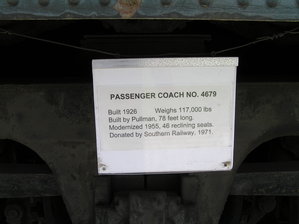 PASSENGER COACH NO. 4679
Built 1926 Weighs 117,000 lbs
Built by Pullman, 78 feet long.
Modernized 1955, 46 reclining seats.
Donated by Southern Railway, 1971.